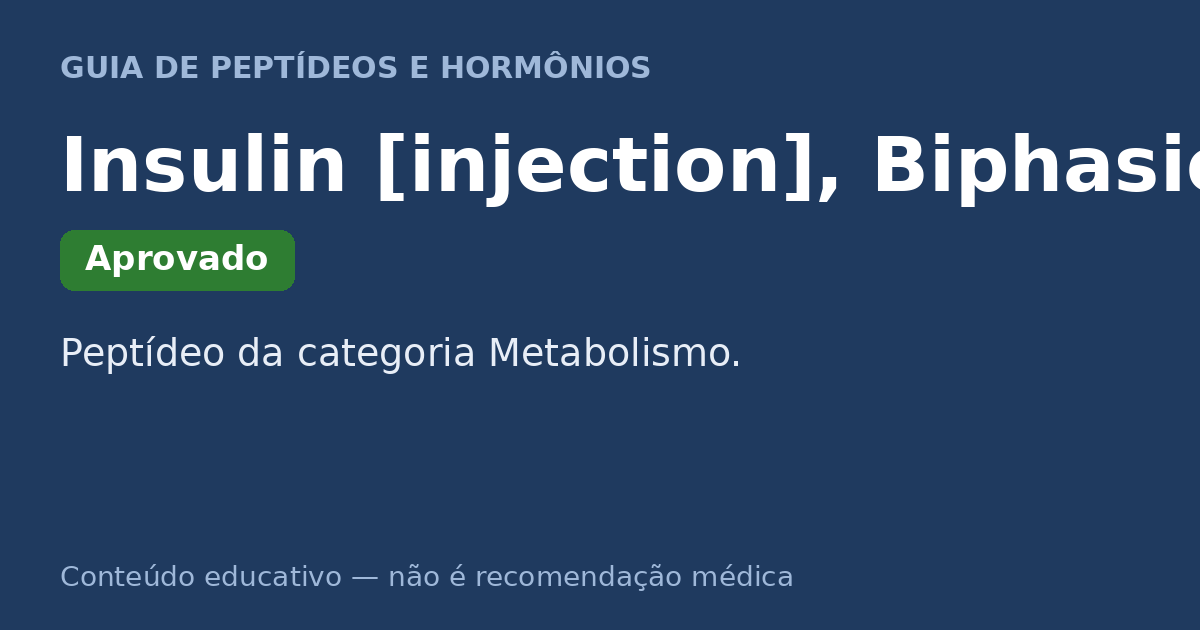 GUIA DE PEPTÍDEOS E HORMÔNIOS
Insulin [injection], Biphasic
Aprovado
Peptídeo da categoria Metabolismo.
Conteúdo educativo — não é recomendação médica